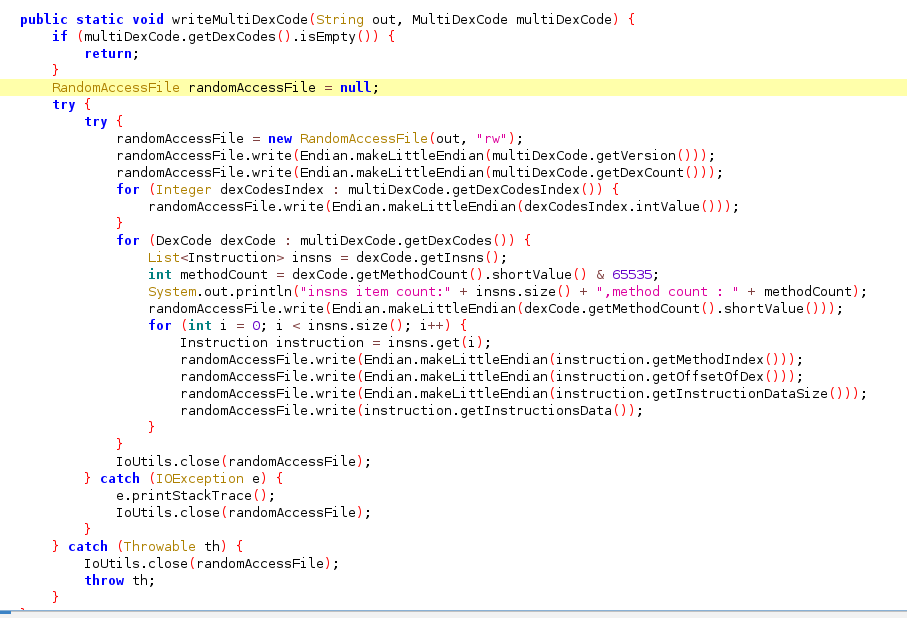 public static void writeMultiDexCode(String out, MultiDexCode multiDexCode) {
    if (multiDexCode.getDexCodes().isEmpty()) {
        return;
    }
    RandomAccessFile randomAccessFile = null;
    try {
        try {
            randomAccessFile = new RandomAccessFile(out, "rw");
            randomAccessFile.write(Endian.makeLittleEndian(multiDexCode.getVersion()));
            randomAccessFile.write(Endian.makeLittleEndian(multiDexCode.getDexCount()));
            for (Integer dexCodesIndex : multiDexCode.getDexCodesIndex()) {
                randomAccessFile.write(Endian.makeLittleEndian(dexCodesIndex.intValue()));
            }
            for (DexCode dexCode : multiDexCode.getDexCodes()) {
                List<Instruction> insns = dexCode.getInsns();
                int methodCount = dexCode.getMethodCount().shortValue() & 65535;
                System.out.println("insns item count:" + insns.size() + ",method count : " + methodCount);
                randomAccessFile.write(Endian.makeLittleEndian(dexCode.getMethodCount().shortValue()));
                for (int i = 0; i < insns.size(); i++) {
                    Instruction instruction = insns.get(i);
                    randomAccessFile.write(Endian.makeLittleEndian(instruction.getMethodIndex()));
                    randomAccessFile.write(Endian.makeLittleEndian(instruction.getOffsetOfDex()));
                    randomAccessFile.write(Endian.makeLittleEndian(instruction.getInstructionDataSize()));
                    randomAccessFile.write(instruction.getInstructionsData());
                }
            }
            IoUtils.close(randomAccessFile);
        } catch (IOException e) {
            e.printStackTrace();
            IoUtils.close(randomAccessFile);
        }
    } catch (Throwable th) {
        IoUtils.close(randomAccessFile);
        throw th;
    }